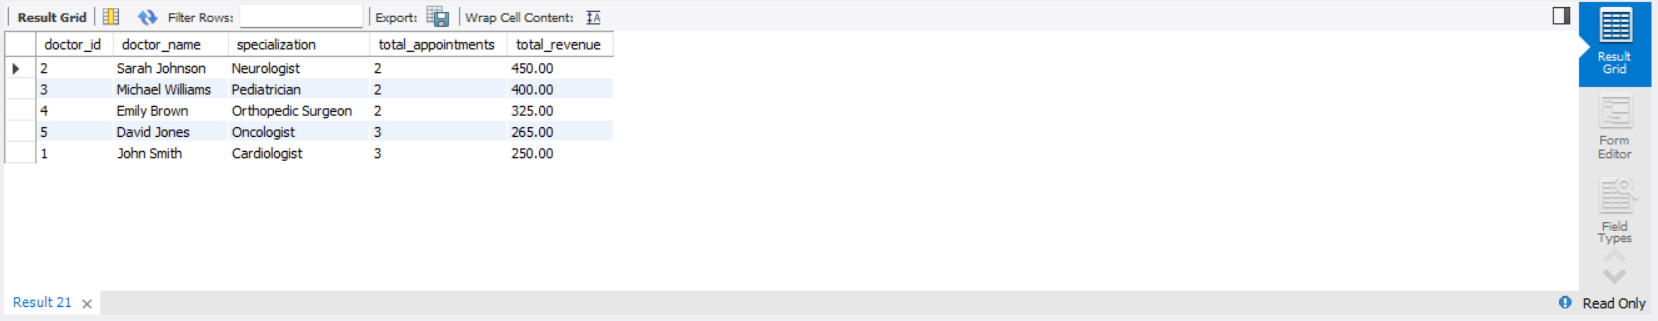 Result Grid Filter Rows: Export: Wrap Cell Content:
doctor_id doctor_name specialization total_appointments total_revenue
2 Sarah Johnson Neurologist 2 450.00
3 Michael Williams Pediatrician 2 400.00
4 Emily Brown Orthopedic Surgeon 2 325.00
5 David Jones Oncologist 3 265.00
1 John Smith Cardiologist 3 250.00
Result
Grid
Form
Editor
Field
Types
Result 21
Read Only